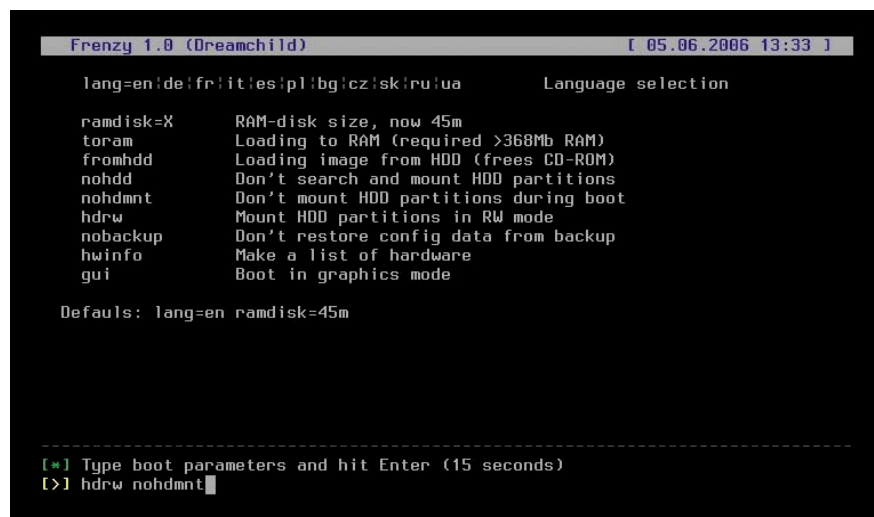 Frenzy 1.0 (Dreamchild) [ 05.06.2006 13:33 ]
lang=en¦de¦fr¦it¦es¦pl¦bg¦cz¦sk¦ru¦ua Language selection
ramdisk=X RAM-disk size, now 45m
toram Loading to RAM (required >368Mb RAM)
fromhdd Loading image from HDD (frees CD-ROM)
nohdd Don't search and mount HDD partitions
nohdmnt Don't mount HDD partitions during boot
hdrw Mount HDD partitions in RW mode
nobackup Don't restore config data from backup
hwinfo Make a list of hardware
gui Boot in graphics mode
Defauls: lang=en ramdisk=45m
[*] Type boot parameters and hit Enter (15 seconds)
[>] hdrw nohdmnt